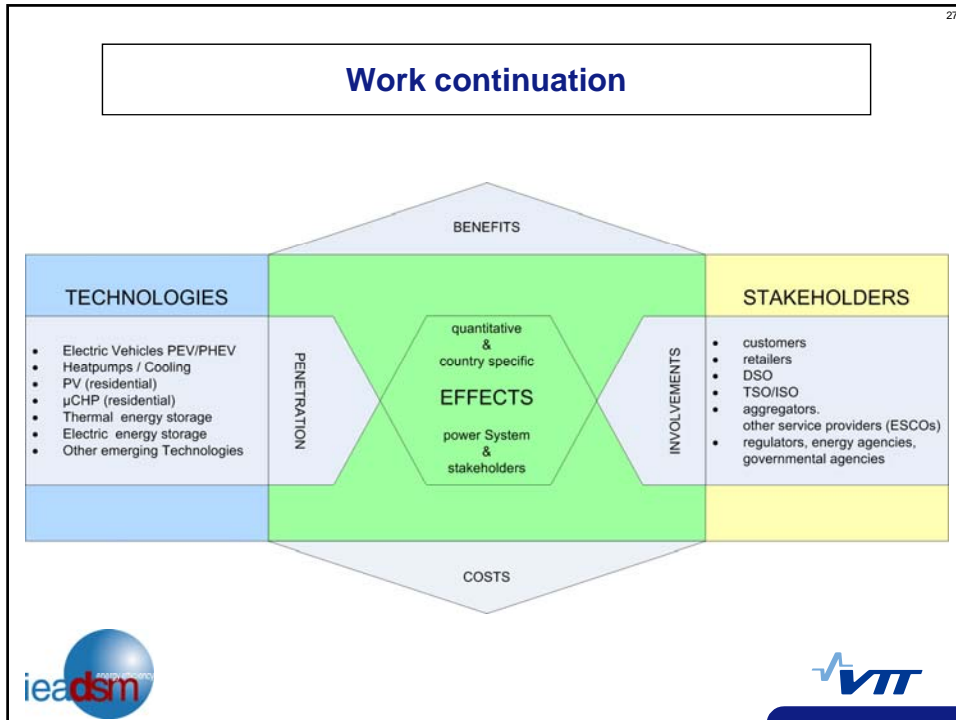 27
Work continuation
BENEFITS
TECHNOLOGIES
• Electric Vehicles PEV/PHEV
• Heatpumps / Cooling
• PV (residential)
• µCHP (residential)
• Thermal energy storage
• Electric energy storage
• Other emerging Technologies
PENETRATION
quantitative
&
country specific
EFFECTS
power System
&
stakeholders
INVOLVEMENTS
STAKEHOLDERS
• customers
• retailers
• DSO
• TSO/ISO
• aggregators.
other service providers (ESCOs)
• regulators, energy agencies,
governmental agencies
COSTS
energy efficiency
ieadsm
VTT